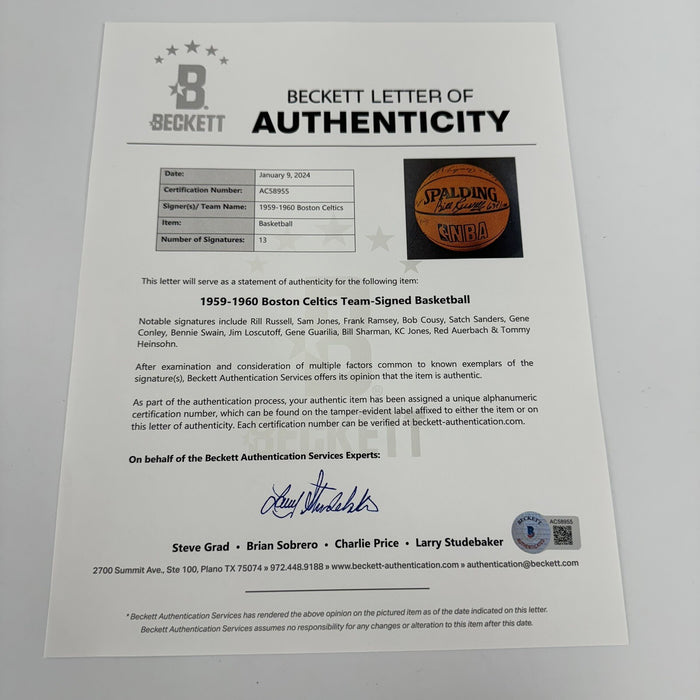 B
BECKETT
BECKETT LETTER OF
AUTHENTICITY
Date: January 9, 2024
Certification Number: AC58955
Signer(s)/ Team Name: 1959-1960 Boston Celtics
Item: Basketball
Number of Signatures: 13
SPALDING
Bill Russell
NBA
This letter will serve as a statement of authenticity for the following item:
1959-1960 Boston Celtics Team-Signed Basketball
Notable signatures include Rill Russell, Sam Jones, Frank Ramsey, Bob Cousy, Satch Sanders, Gene
Conley, Bennie Swain, Jim Loscutoff, Gene Guarilia, Bill Sharman, KC Jones, Red Auerbach & Tommy
Heinsohn.
After examination and consideration of multiple factors common to known exemplars of the
signature(s), Beckett Authentication Services offers its opinion that the item is authentic.
As part of the authentication process, your authentic item has been assigned a unique alphanumeric
certification number, which can be found on the tamper-evident label affixed to either the item or on
this letter of authenticity. Each certification number can be verified at beckett-authentication.com.
BECKETT
On behalf of the Beckett Authentication Services Experts:
Larry Studebaker
Steve Grad • Brian Sobrero • Charlie Price • Larry Studebaker
BECKETT
AUTHENTICATED
AC58955
2700 Summit Ave., Ste 100, Plano TX 75074 » 972.448.9188 » www.beckett-authentication.com » authentication@beckett.com
* Beckett Authentication Services has rendered the above opinion on the pictured item as of the date indicated on this letter.
Beckett Authentication Services assumes no responsibility for any changes or alteration to this item after this date.